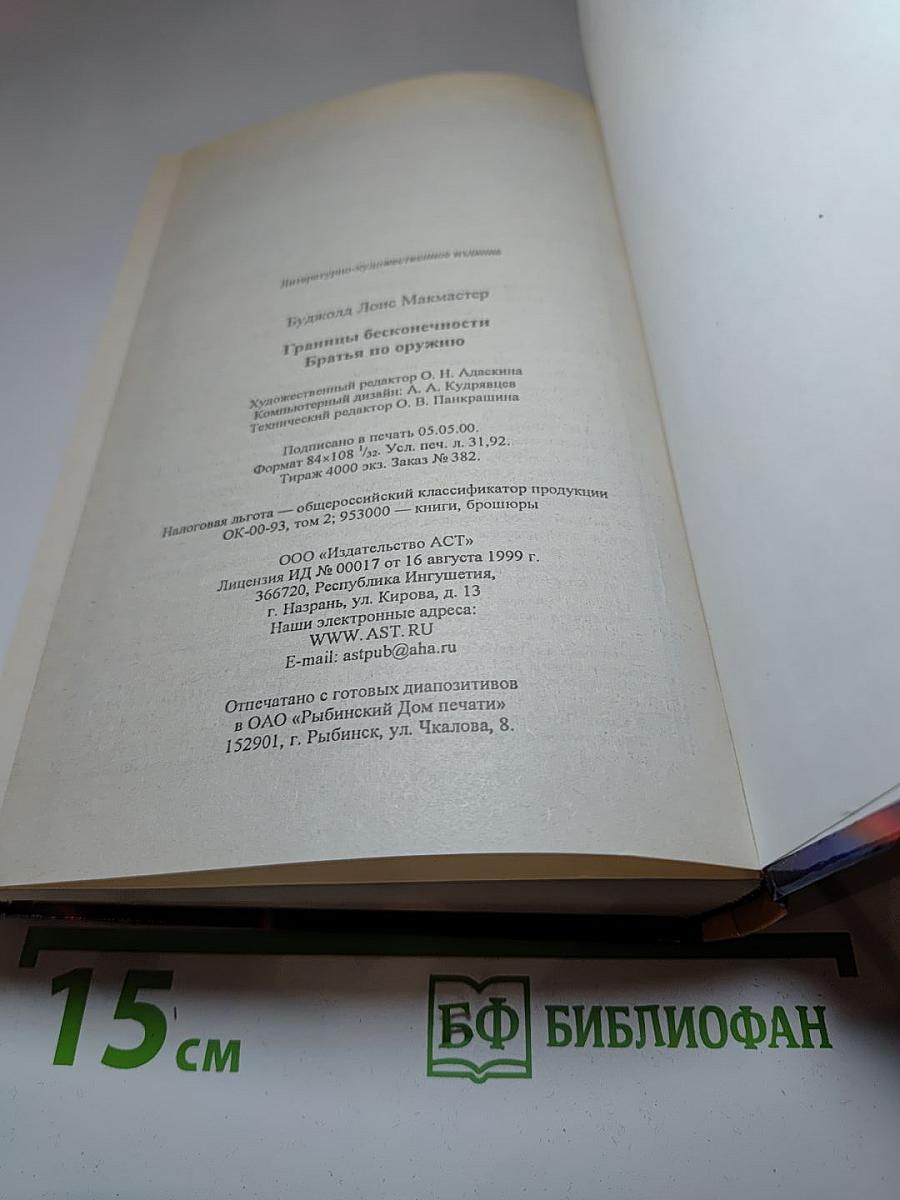 Литературно-художественное издание
Буджолд Лоис Макмастер
Границы бесконечности
Братья по оружию
Художественный редактор О. Н. Адаскина
Компьютерный дизайн: А. А. Кудрявцев
Технический редактор О. В. Панкрашина
Подписано в печать 05.05.00.
Формат 84×108 1/32. Усл. печ. л. 31,92.
Тираж 4000 экз. Заказ № 382.
Налоговая льгота — общероссийский классификатор продукции
ОК-00-93, том 2; 953000 — книги, брошюры
ООО «Издательство АСТ»
Лицензия ИД № 00017 от 16 августа 1999 г.
366720, Республика Ингушетия,
г. Назрань, ул. Кирова, д. 13
Наши электронные адреса:
WWW.AST.RU
E-mail: astpub@aha.ru
Отпечатано с готовых диапозитивов
в ОАО «Рыбинский Дом печати»
152901, г. Рыбинск, ул. Чкалова, 8.
15 см
БФ БИБЛИОФАН